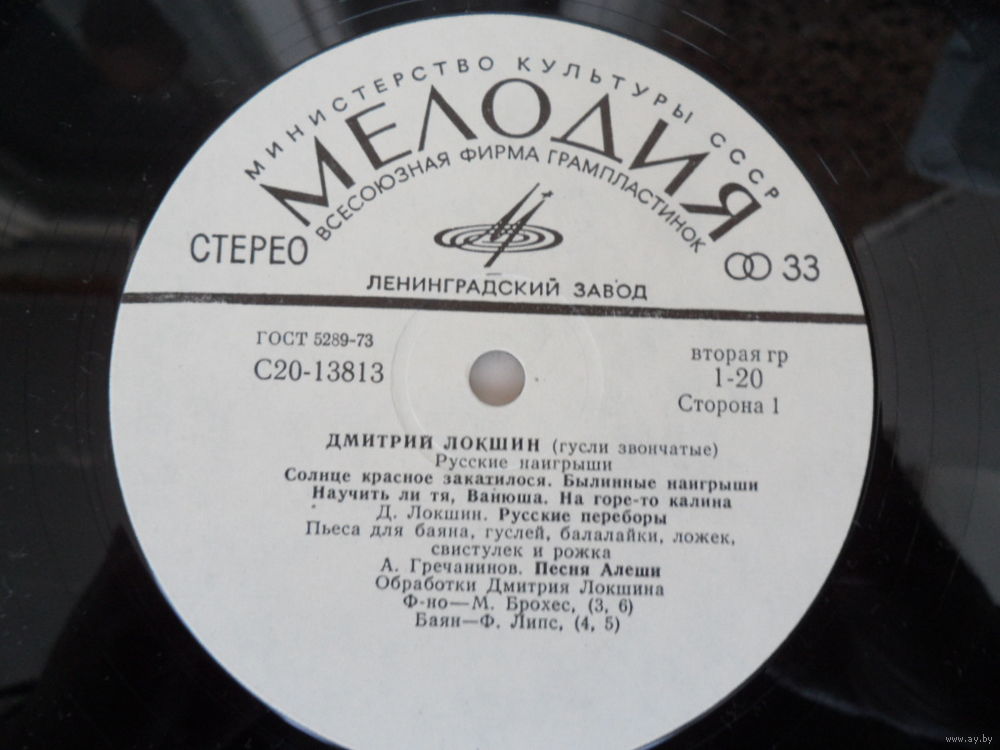 МИНИСТЕРСТВО КУЛЬТУРЫ СССР
МЕЛОДИЯ
ВСЕСОЮЗНАЯ ФИРМА ГРАМПЛАСТИНОК
СТЕРЕО
33
ЛЕНИНГРАДСКИЙ ЗАВОД
ГОСТ 5289-73
С20-13813
вторая гр
1-20
Сторона 1
ДМИТРИЙ ЛОКШИН (гусли звончатые)
Русские наигрыши
Солнце красное закатилося. Былинные наигрыши
Научить ли тя, Ванюша. На горе-то калина
Д. Локшин. Русские переборы
Пьеса для баяна, гуслей, балалайки, ложек,
свистулек и рожка
А. Гречанинов. Песня Алеши
Обработки Дмитрия Локшина
Ф-но—М. Брохес, (3, 6)
Баян—Ф. Липс, (4, 5)
www.ay.by